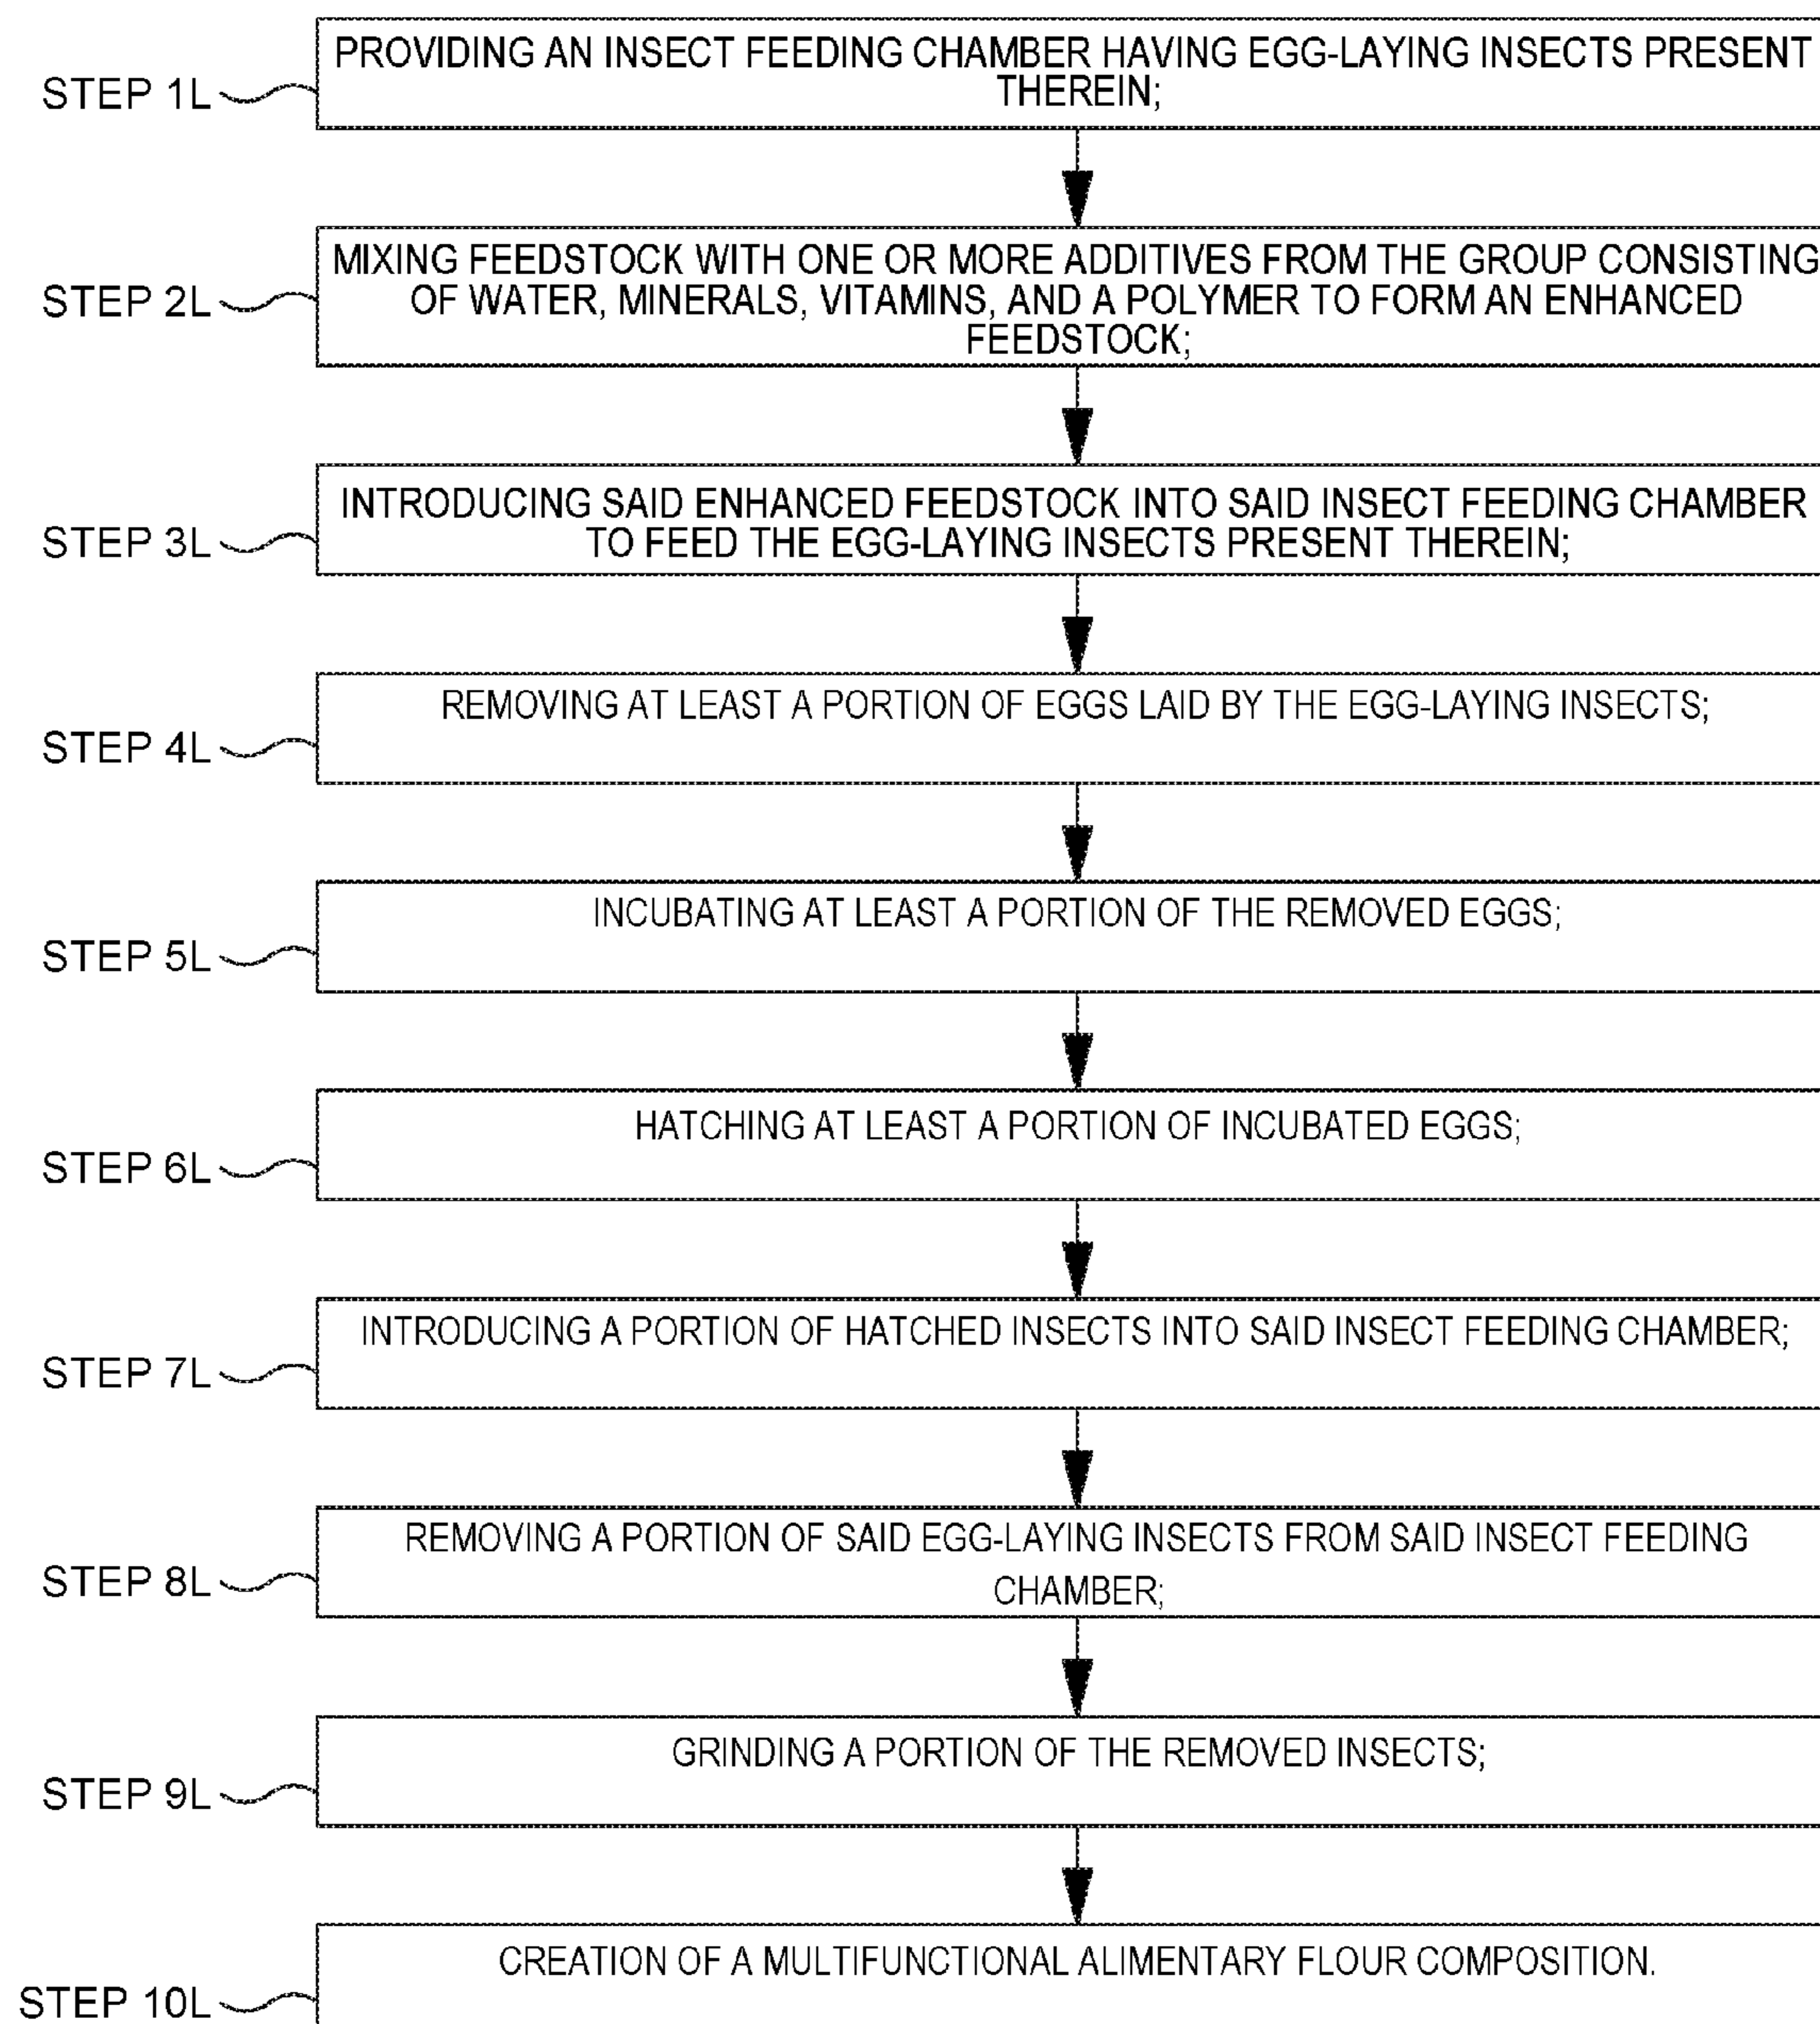 STEP 1L
PROVIDING AN INSECT FEEDING CHAMBER HAVING EGG-LAYING INSECTS PRESENT
THEREIN;
STEP 2L
MIXING FEEDSTOCK WITH ONE OR MORE ADDITIVES FROM THE GROUP CONSISTING
OF WATER, MINERALS, VITAMINS, AND A POLYMER TO FORM AN ENHANCED
FEEDSTOCK;
STEP 3L
INTRODUCING SAID ENHANCED FEEDSTOCK INTO SAID INSECT FEEDING CHAMBER
TO FEED THE EGG-LAYING INSECTS PRESENT THEREIN;
STEP 4L
REMOVING AT LEAST A PORTION OF EGGS LAID BY THE EGG-LAYING INSECTS;
STEP 5L
INCUBATING AT LEAST A PORTION OF THE REMOVED EGGS;
STEP 6L
HATCHING AT LEAST A PORTION OF INCUBATED EGGS;
STEP 7L
INTRODUCING A PORTION OF HATCHED INSECTS INTO SAID INSECT FEEDING CHAMBER;
STEP 8L
REMOVING A PORTION OF SAID EGG-LAYING INSECTS FROM SAID INSECT FEEDING
CHAMBER;
STEP 9L
GRINDING A PORTION OF THE REMOVED INSECTS;
STEP 10L
CREATION OF A MULTIFUNCTIONAL ALIMENTARY FLOUR COMPOSITION.